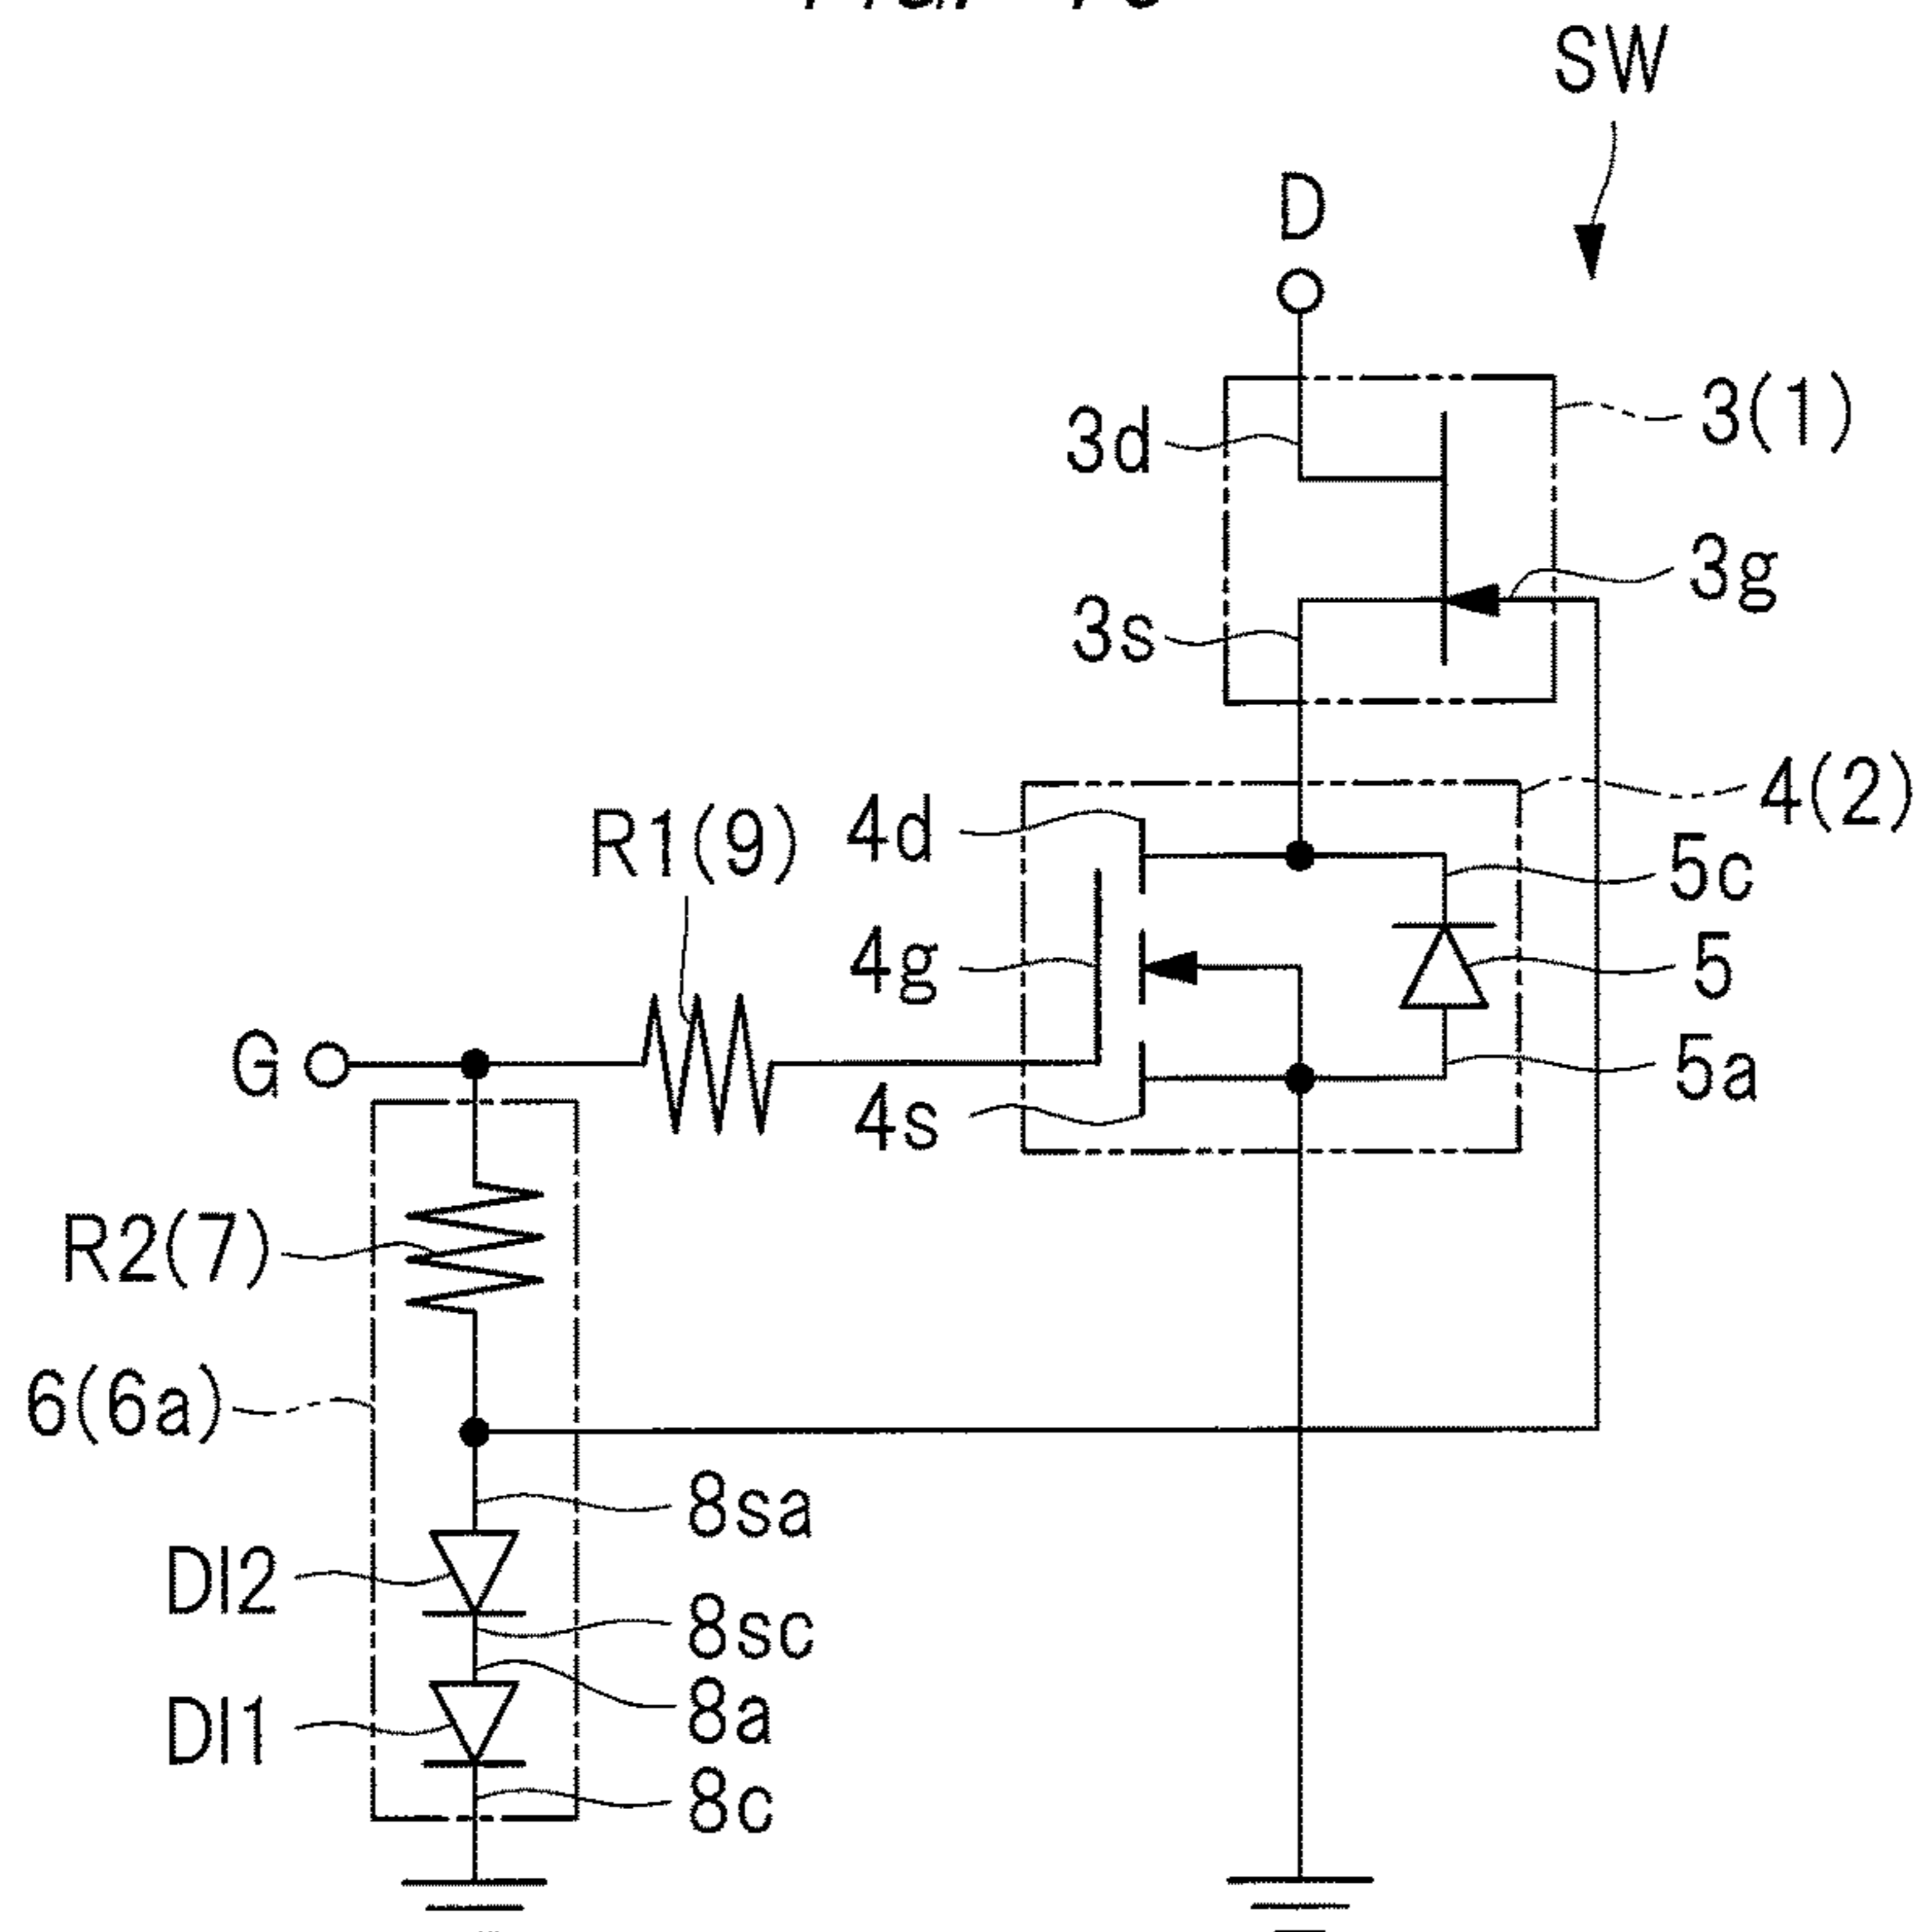 SW
D
3(1)
3d
3g
3s
4(2)
R1(9)
4d
5c
4g
5
G
5a
4s
R2(7)
6(6a)
8sa
DI2
8sc
8a
DI1
8c